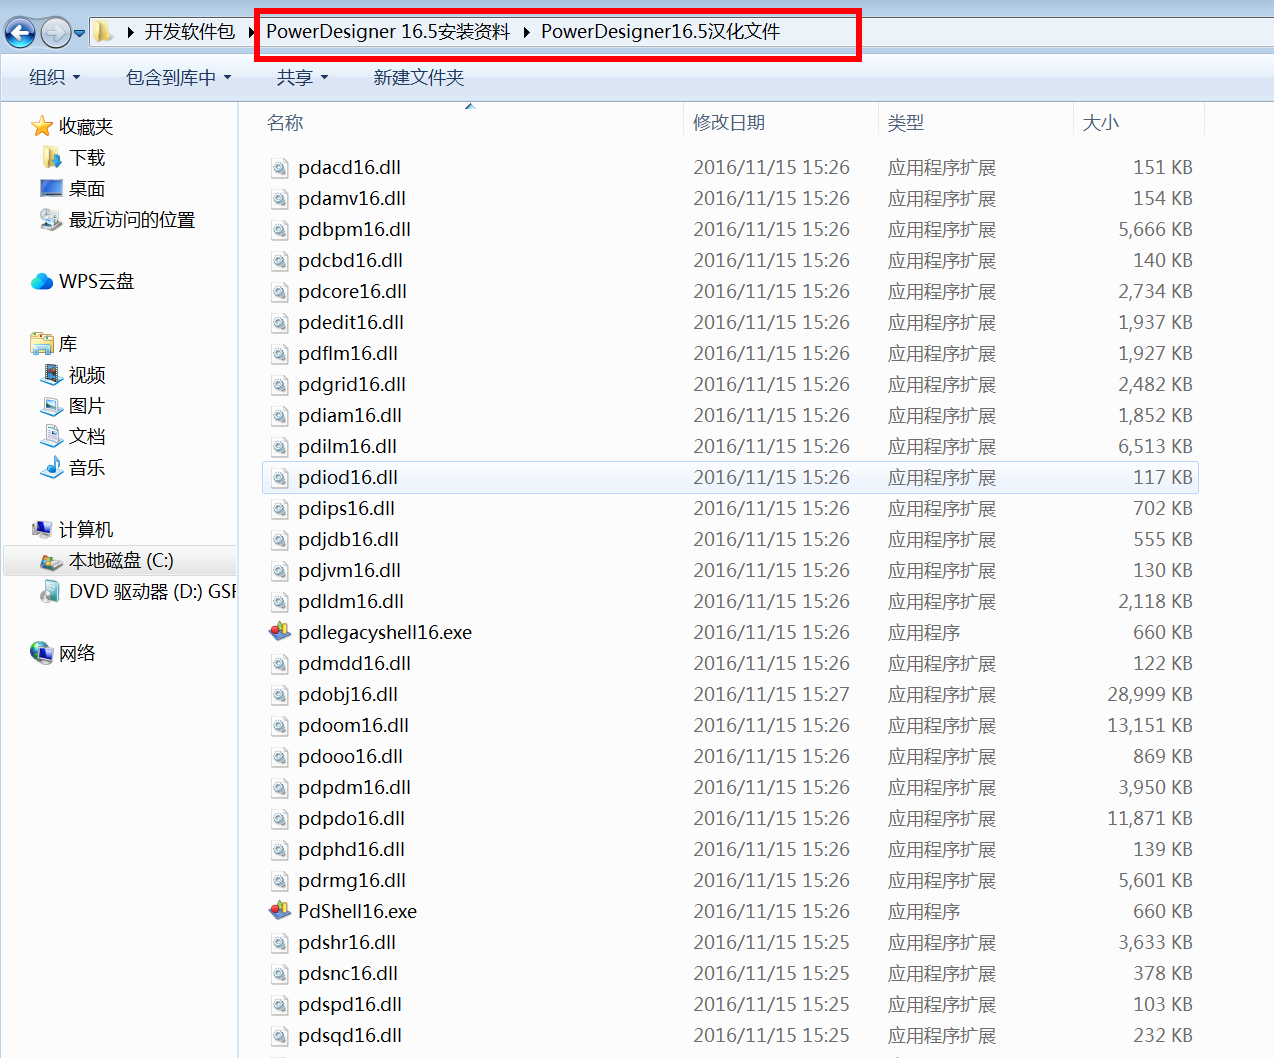 开发软件包 PowerDesigner 16.5安装资料 PowerDesigner16.5汉化文件
组织 包含到库中 共享 新建文件夹
收藏夹
下载
桌面
最近访问的位置
WPS云盘
库
视频
图片
文档
音乐
计算机
本地磁盘 (C:)
DVD 驱动器 (D:) GSP
网络
名称 修改日期 类型 大小
pdacd16.dll 2016/11/15 15:26 应用程序扩展 151 KB
pdamv16.dll 2016/11/15 15:26 应用程序扩展 154 KB
pdbpm16.dll 2016/11/15 15:26 应用程序扩展 5,666 KB
pdcbd16.dll 2016/11/15 15:26 应用程序扩展 140 KB
pdcore16.dll 2016/11/15 15:26 应用程序扩展 2,734 KB
pdedit16.dll 2016/11/15 15:26 应用程序扩展 1,937 KB
pdflm16.dll 2016/11/15 15:26 应用程序扩展 1,927 KB
pdgrid16.dll 2016/11/15 15:26 应用程序扩展 2,482 KB
pdiam16.dll 2016/11/15 15:26 应用程序扩展 1,852 KB
pdilm16.dll 2016/11/15 15:26 应用程序扩展 6,513 KB
pdiod16.dll 2016/11/15 15:26 应用程序扩展 117 KB
pdips16.dll 2016/11/15 15:26 应用程序扩展 702 KB
pdjdb16.dll 2016/11/15 15:26 应用程序扩展 555 KB
pdjvm16.dll 2016/11/15 15:26 应用程序扩展 130 KB
pdldm16.dll 2016/11/15 15:26 应用程序扩展 2,118 KB
pdlegacyshell16.exe 2016/11/15 15:26 应用程序 660 KB
pdmdd16.dll 2016/11/15 15:26 应用程序扩展 122 KB
pdobj16.dll 2016/11/15 15:27 应用程序扩展 28,999 KB
pdoom16.dll 2016/11/15 15:26 应用程序扩展 13,151 KB
pdooo16.dll 2016/11/15 15:26 应用程序扩展 869 KB
pdpdm16.dll 2016/11/15 15:26 应用程序扩展 3,950 KB
pdpdo16.dll 2016/11/15 15:26 应用程序扩展 11,871 KB
pdphd16.dll 2016/11/15 15:26 应用程序扩展 139 KB
pdrmg16.dll 2016/11/15 15:26 应用程序扩展 5,601 KB
PdShell16.exe 2016/11/15 15:26 应用程序 660 KB
pdshr16.dll 2016/11/15 15:25 应用程序扩展 3,633 KB
pdsnc16.dll 2016/11/15 15:25 应用程序扩展 378 KB
pdspd16.dll 2016/11/15 15:25 应用程序扩展 103 KB
pdsqd16.dll 2016/11/15 15:25 应用程序扩展 232 KB